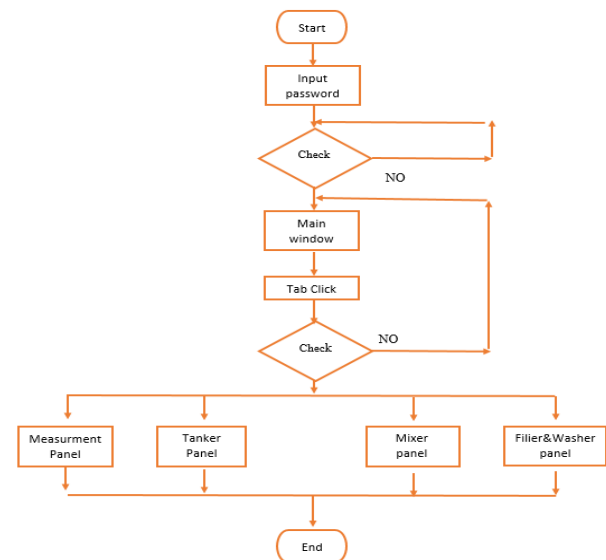 Start
Input
password
Check
NO
Main
window
Tab Click
Check
NO
Measurment
Panel
Tanker
Panel
Mixer
panel
Filier&Washer
panel
End